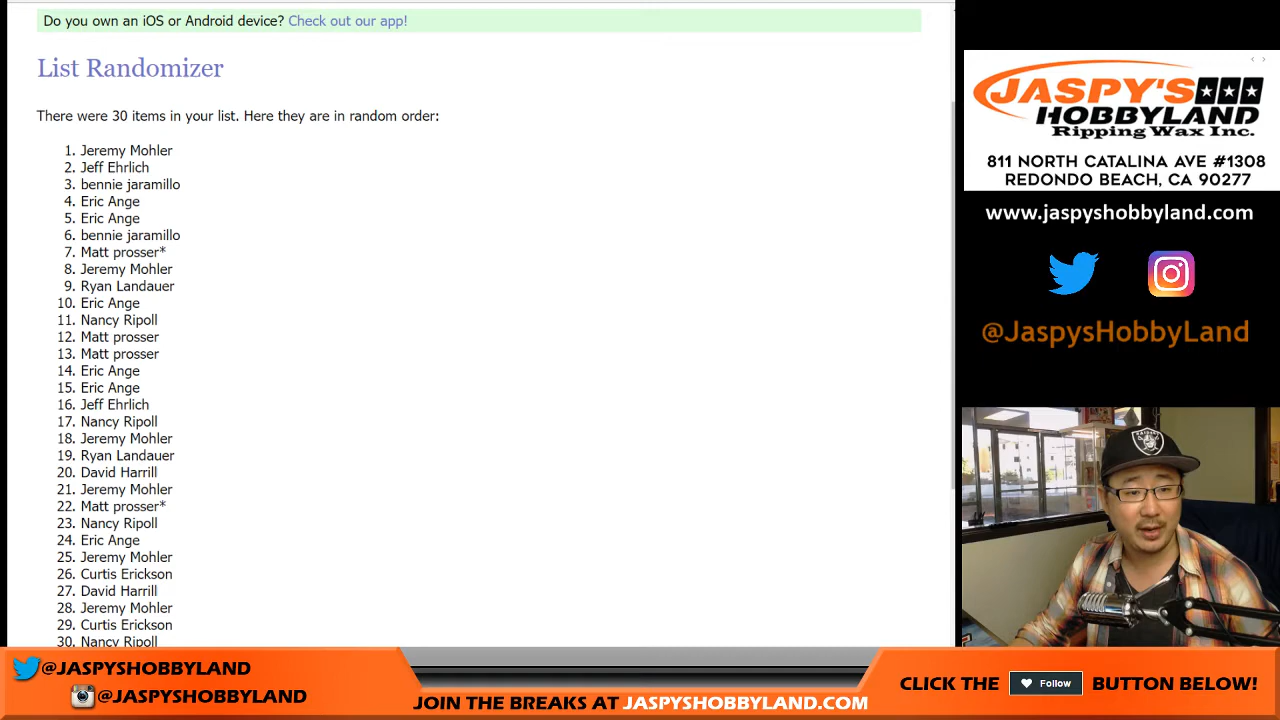 Do you own an iOS or Android device? Check out our app!
List Randomizer
There were 30 items in your list. Here they are in random order:
1. Jeremy Mohler
2. Jeff Ehrlich
3. bennie jaramillo
4. Eric Ange
5. Eric Ange
6. bennie jaramillo
7. Matt prosser*
8. Jeremy Mohler
9. Ryan Landauer
10. Eric Ange
11. Nancy Ripoll
12. Matt prosser
13. Matt prosser
14. Eric Ange
15. Eric Ange
16. Jeff Ehrlich
17. Nancy Ripoll
18. Jeremy Mohler
19. Ryan Landauer
20. David Harrill
21. Jeremy Mohler
22. Matt prosser*
23. Nancy Ripoll
24. Eric Ange
25. Jeremy Mohler
26. Curtis Erickson
27. David Harrill
28. Jeremy Mohler
29. Curtis Erickson
30. Nancy Ripoll
JASPY'S
HOBBYLAND
Ripping Wax Inc.
811 NORTH CATALINA AVE #1308
REDONDO BEACH, CA 90277
www.jaspyshobbyland.com
@JaspysHobbyLand
@JASPYSHOBBYLAND
@JASPYSHOBBYLAND
JOIN THE BREAKS AT JASPYSHOBBYLAND.COM
CLICK THE Follow BUTTON BELOW!